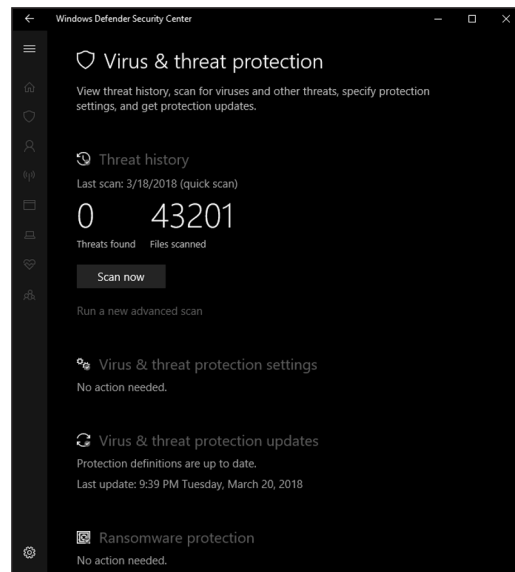 Windows Defender Security Center
Virus & threat protection
View threat history, scan for viruses and other threats, specify protection
settings, and get protection updates.
Threat history
Last scan: 3/18/2018 (quick scan)
0 43201
Threats found Files scanned
Scan now
Run a new advanced scan
Virus & threat protection settings
No action needed.
Virus & threat protection updates
Protection definitions are up to date.
Last update: 9:39 PM Tuesday, March 20, 2018
Ransomware protection
No action needed.